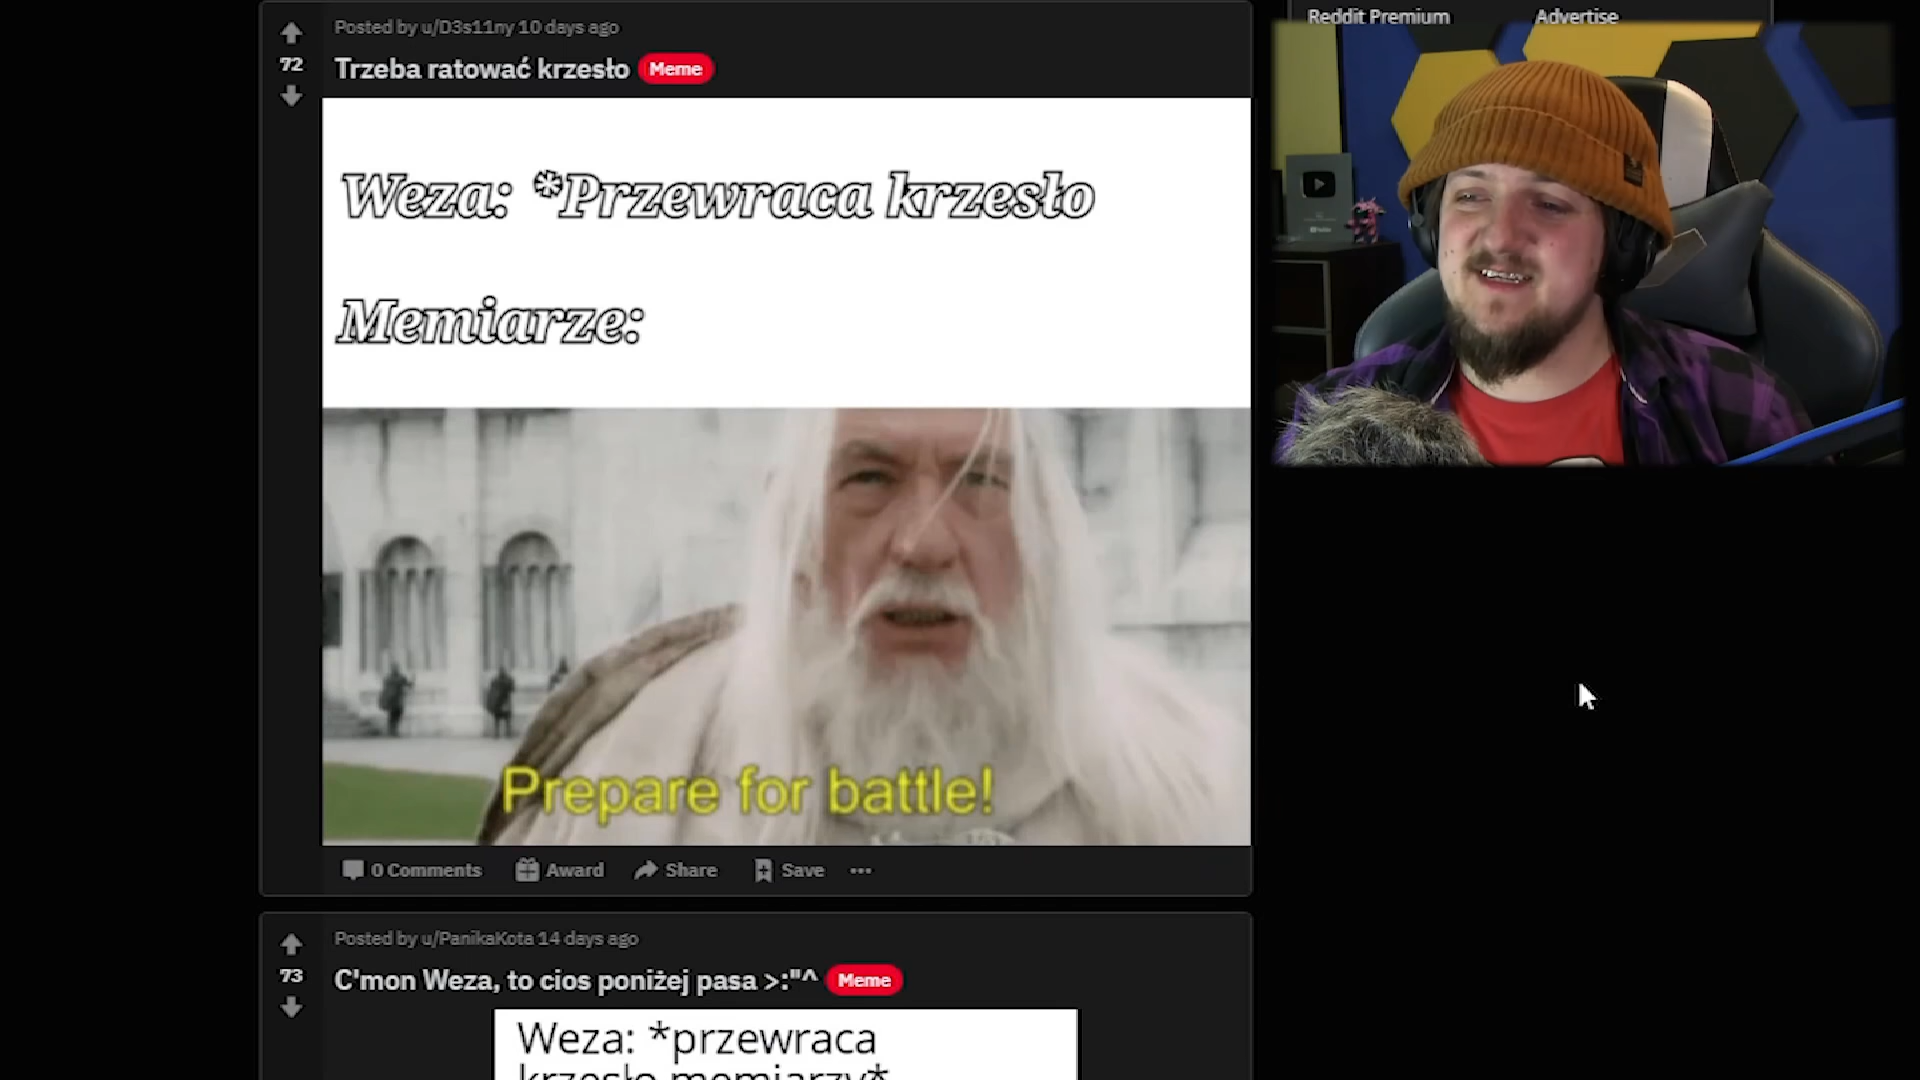 Reddit Premium Advertise
Posted by u/D3s11ny 10 days ago
72
Trzeba ratować krzesło Meme
Weza: *Przewraca krzesło
Memiarze:
Prepare for battle!
0 Comments Award Share Save ...
Posted by u/PanikaKota 14 days ago
73
C'mon Weza, to cios poniżej pasa >:"^ Meme
Weza: *przewraca
krzesło memiarzy*